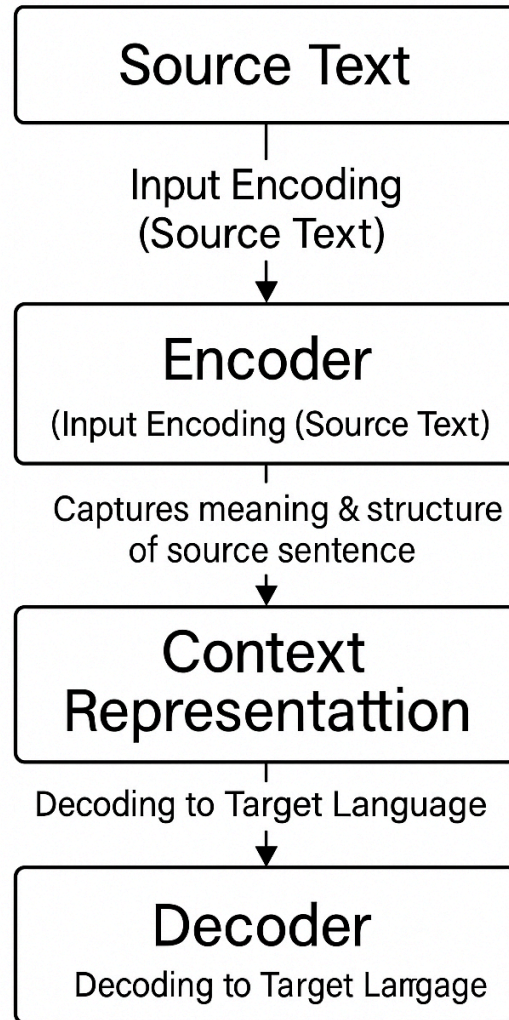 Source Text
Input Encoding
(Source Text)
Encoder
(Input Encoding (Source Text)
Captures meaning & structure
of source sentence
Context
Representattion
Decoding to Target Language
Decoder
Decoding to Target Larrgage